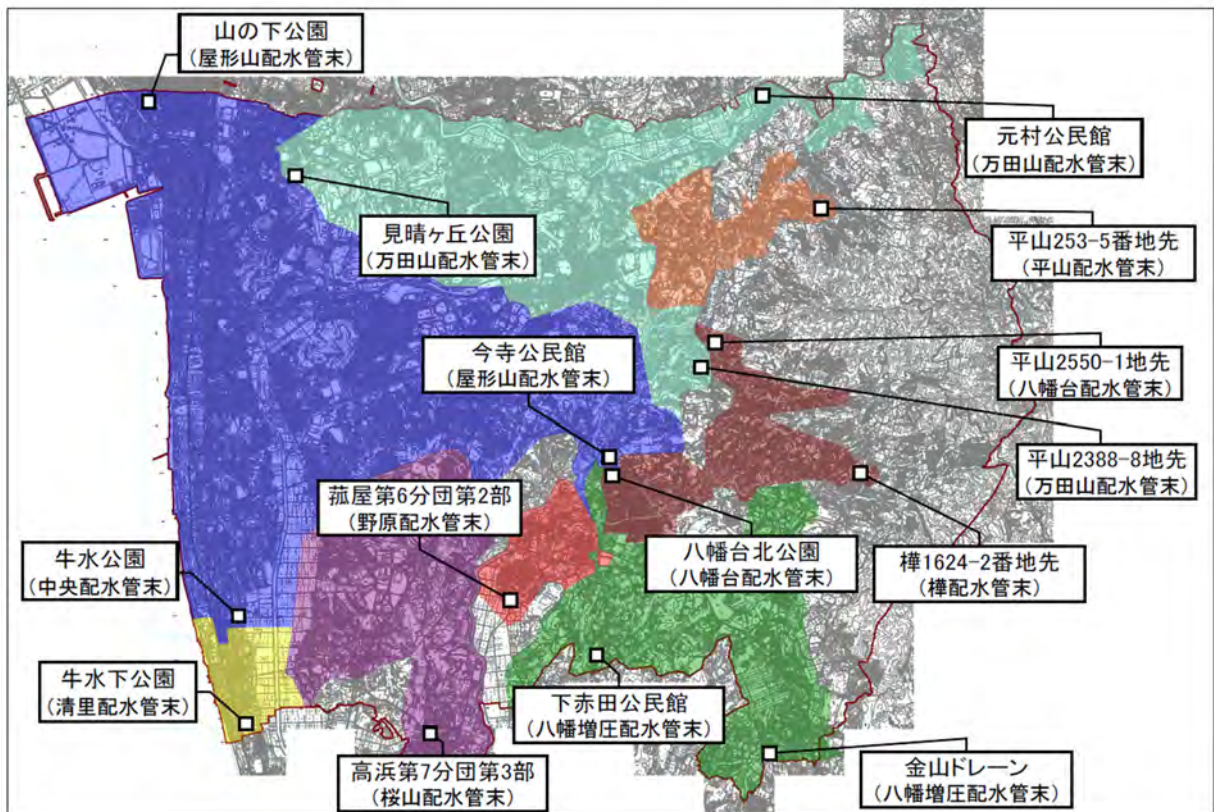 山の下公園
(屋形山配水管末)
元村公民館
(万田山配水管末)
見晴ヶ丘公園
(万田山配水管末)
平山253-5番地先
(平山配水管末)
今寺公民館
(屋形山配水管末)
平山2550-1地先
(八幡台配水管末)
平山2388-8地先
(万田山配水管末)
菰屋第6分団第2部
(野原配水管末)
八幡台北公園
(八幡台配水管末)
樺1624-2番地先
(樺配水管末)
牛水公園
(中央配水管末)
牛水下公園
(清里配水管末)
下赤田公民館
(八幡増圧配水管末)
高浜第7分団第3部
(桜山配水管末)
金山ドレーン
(八幡増圧配水管末)